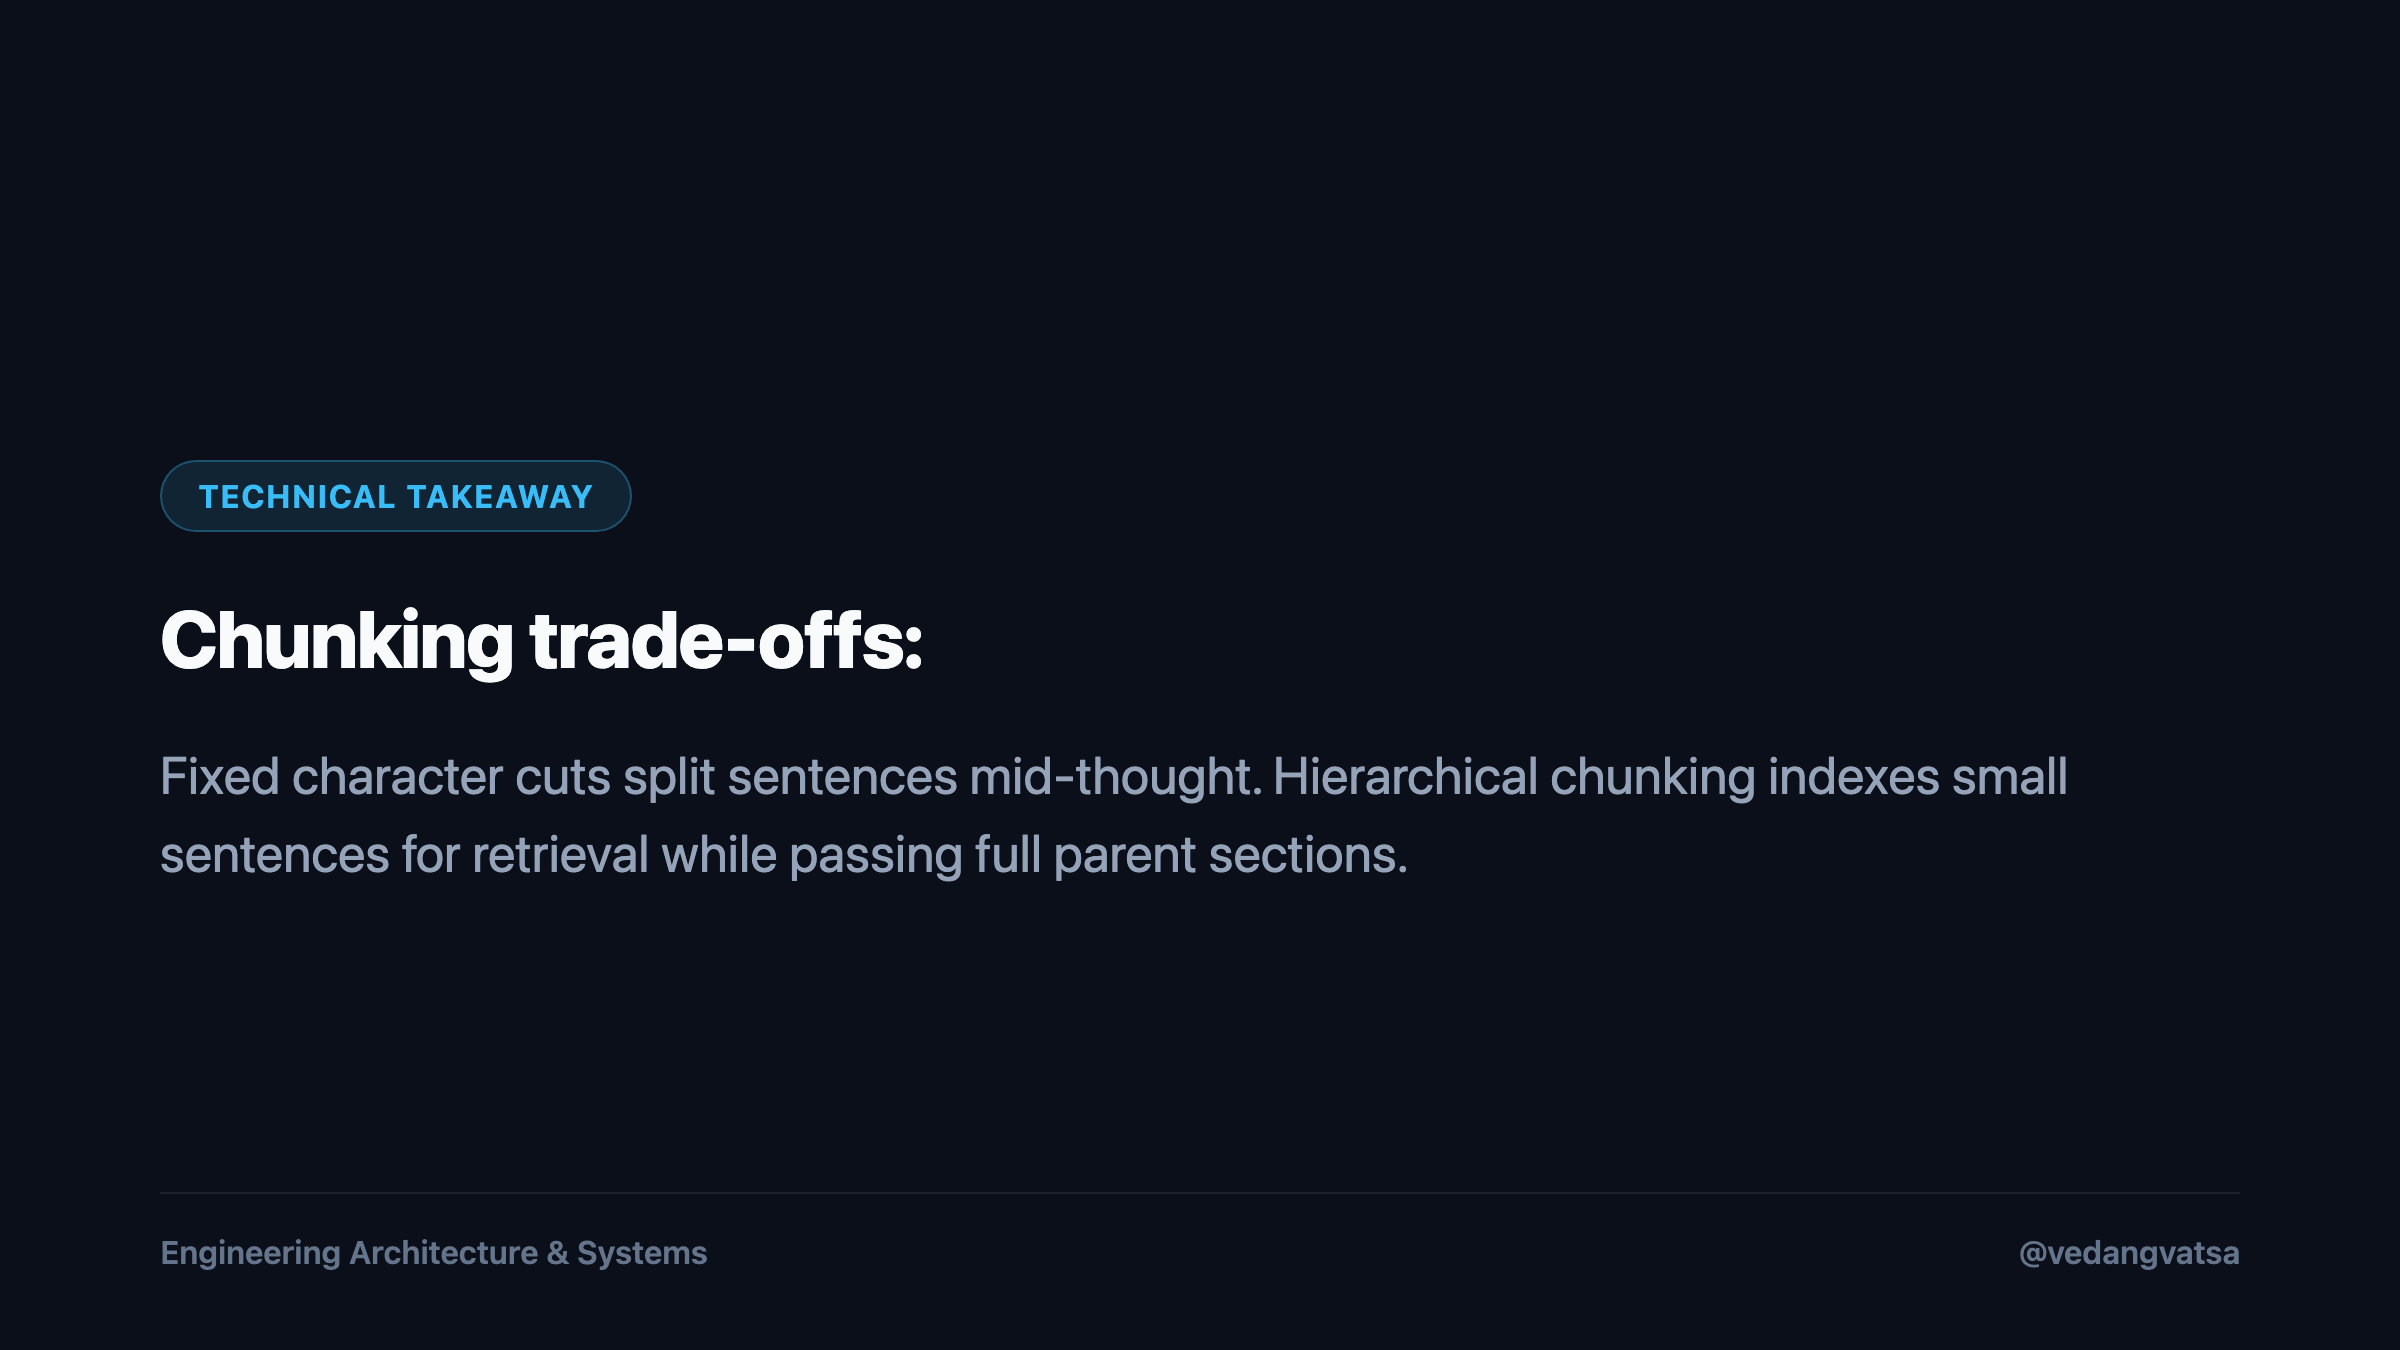 TECHNICAL TAKEAWAY
Chunking trade-offs:
Fixed character cuts split sentences mid-thought. Hierarchical chunking indexes small
sentences for retrieval while passing full parent sections.
Engineering Architecture & Systems
@vedangvatsa